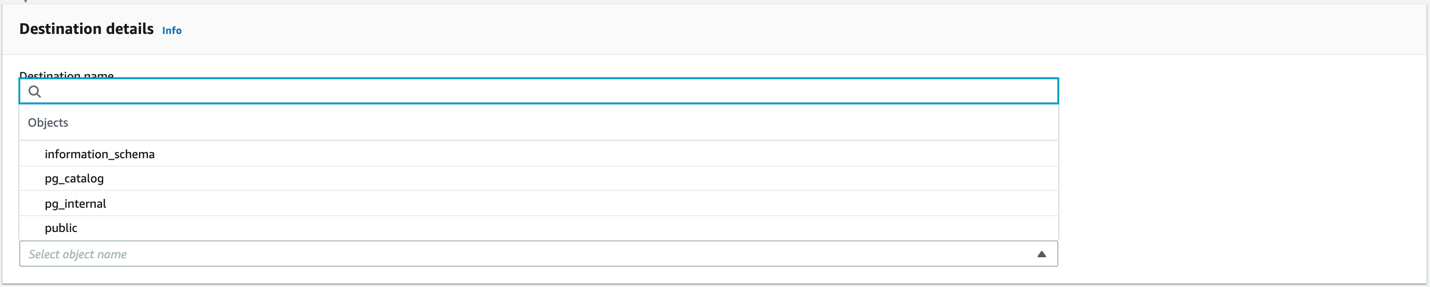 Destination details Info
Destination name
Objects
information_schema
pg_catalog
pg_internal
public
Select object name